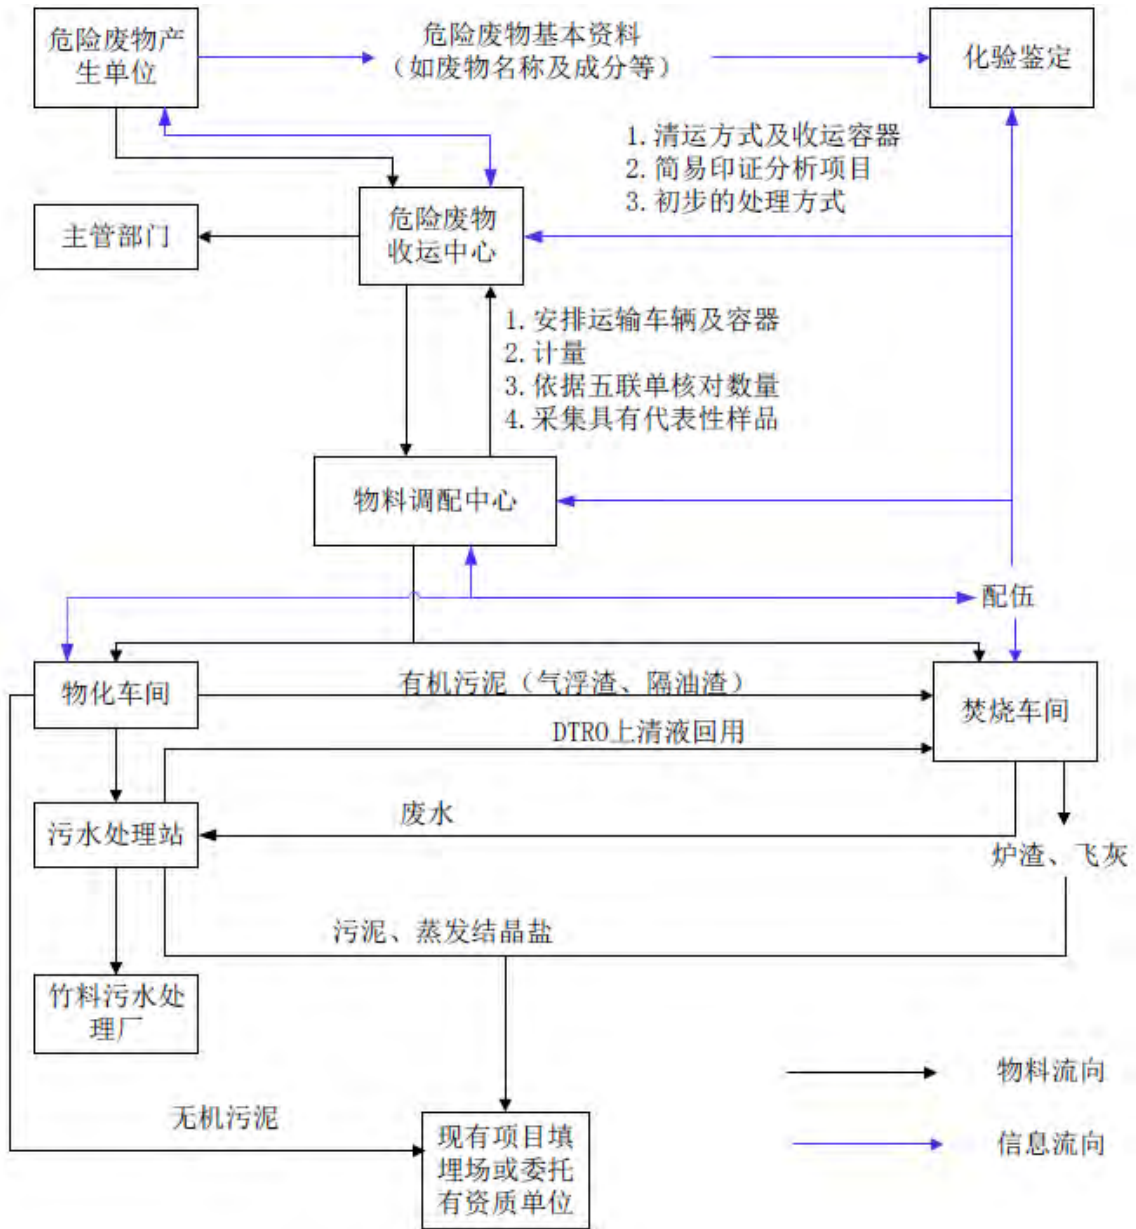 危险废物产
生单位
危险废物基本资料
（如废物名称及成分等）
化验鉴定
1. 清运方式及收运容器
2. 简易印证分析项目
3. 初步的处理方式
主管部门
危险废物
收运中心
1. 安排运输车辆及容器
2. 计量
3. 依据五联单核对数量
4. 采集具有代表性样品
物料调配中心
配伍
物化车间
有机污泥（气浮渣、隔油渣）
焚烧车间
DTRO上清液回用
污水处理站
废水
炉渣、飞灰
污泥、蒸发结晶盐
竹料污水处
理厂
物料流向
无机污泥
信息流向
现有项目填
埋场或委托
有资质单位